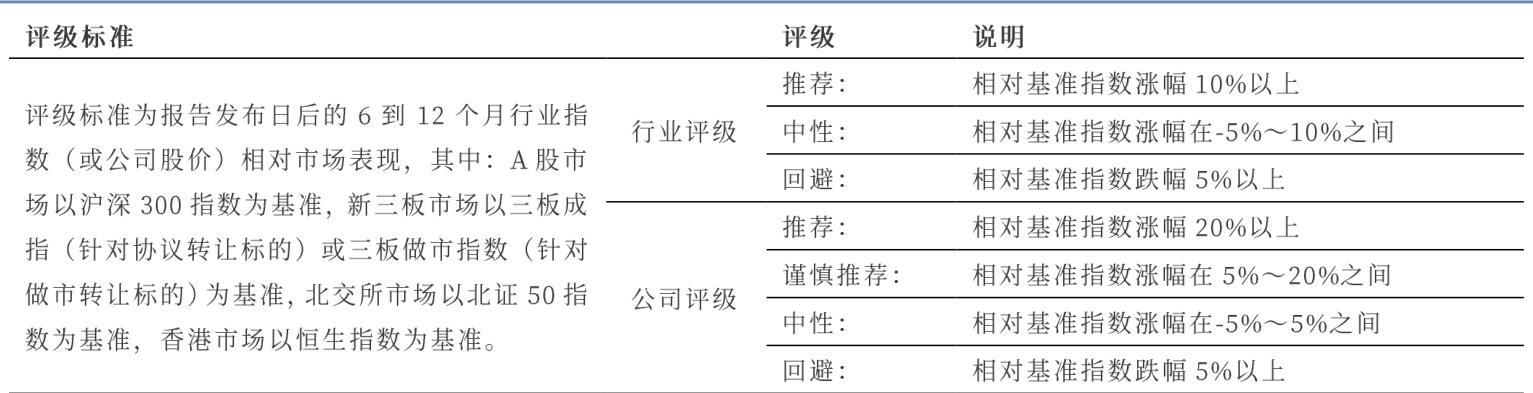 评级标准 评级 说明
评级标准为报告发布日后的 6 到 12 个月行业指
数（或公司股价）相对市场表现，其中：A 股市
场以沪深 300 指数为基准，新三板市场以三板成
指（针对协议转让标的）或三板做市指数（针对
做市转让标的）为基准，北交所市场以北证 50 指
数为基准，香港市场以恒生指数为基准。
行业评级
推荐： 相对基准指数涨幅 10%以上
中性： 相对基准指数涨幅在-5%～10%之间
回避： 相对基准指数跌幅 5%以上
公司评级
推荐： 相对基准指数涨幅 20%以上
谨慎推荐： 相对基准指数涨幅在 5%～20%之间
中性： 相对基准指数涨幅在-5%～5%之间
回避： 相对基准指数跌幅 5%以上